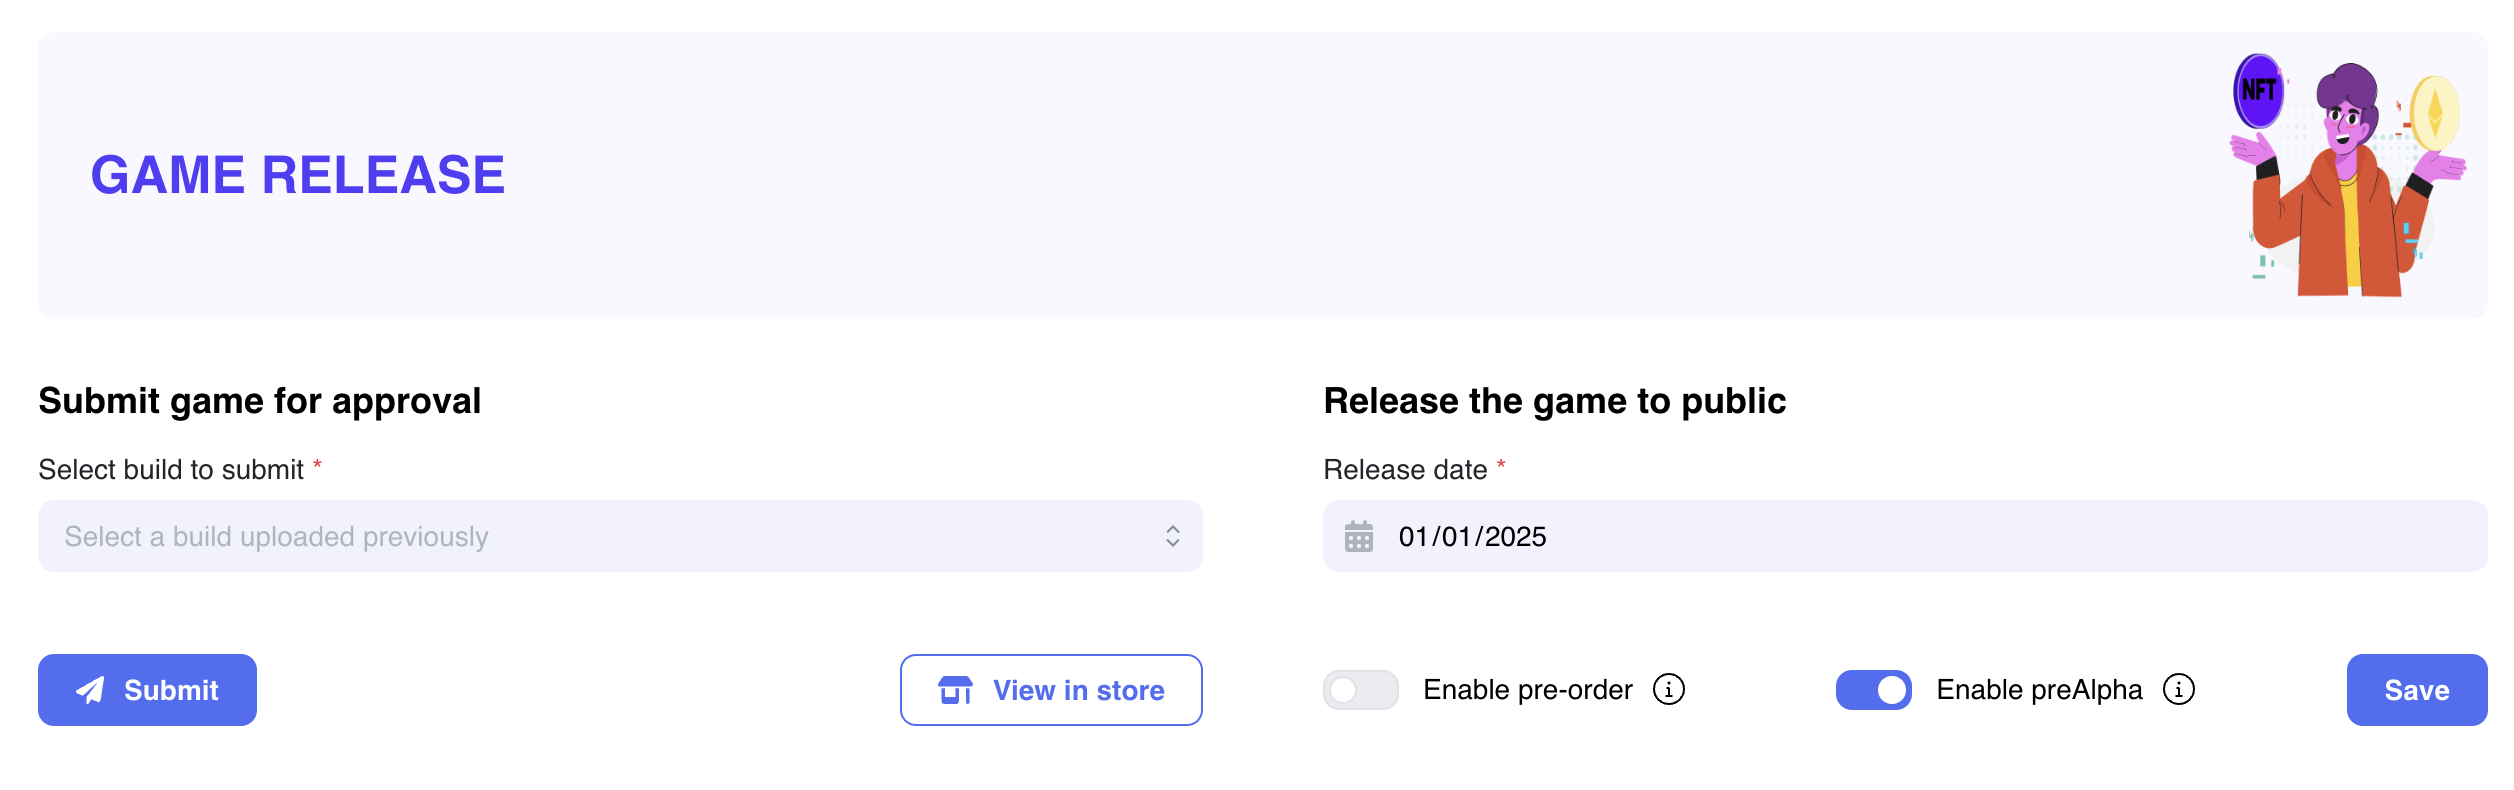 NFT
GAME RELEASE
Submit game for approval
Select build to submit *
Select a build uploaded previously
Submit
View in store
Release the game to public
Release date *
01/01/2025
Enable pre-order
Enable preAlpha
Save